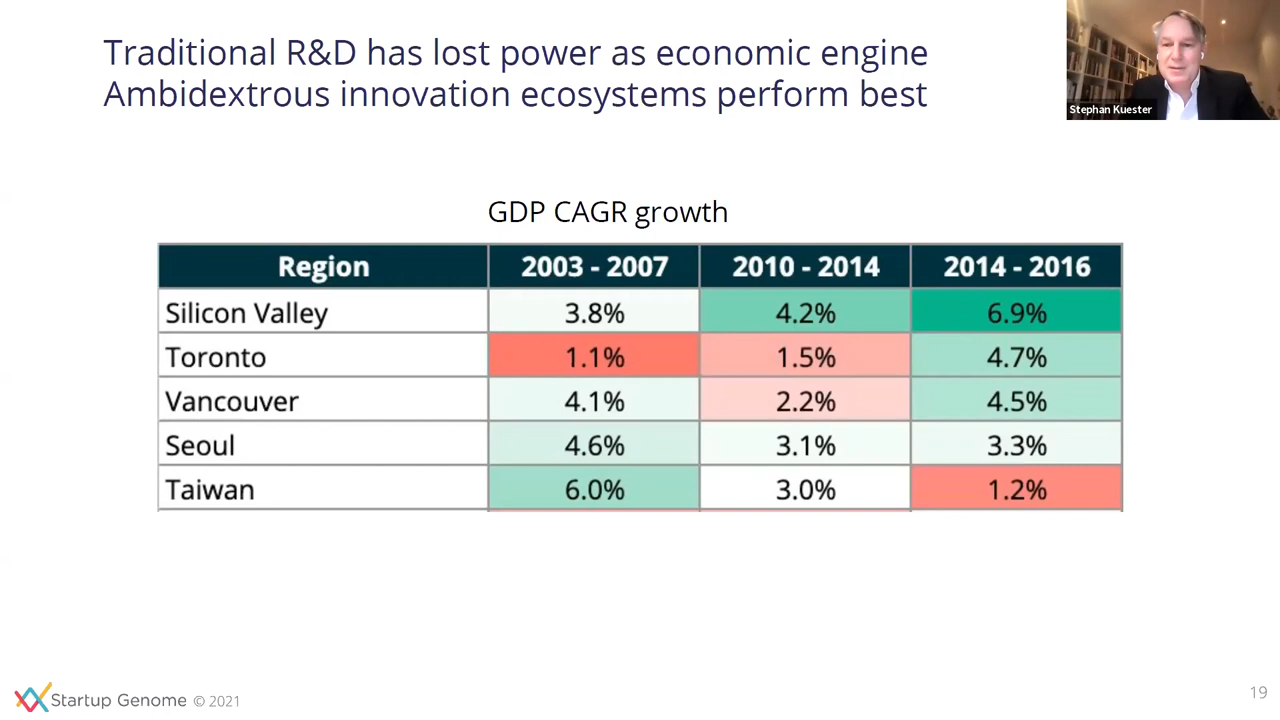 Traditional R&D has lost power as economic engine
Ambidextrous innovation ecosystems perform best
Stephan Kuester
GDP CAGR growth
Region 2003 - 2007 2010 - 2014 2014 - 2016
Silicon Valley 3.8% 4.2% 6.9%
Toronto 1.1% 1.5% 4.7%
Vancouver 4.1% 2.2% 4.5%
Seoul 4.6% 3.1% 3.3%
Taiwan 6.0% 3.0% 1.2%
Startup Genome © 2021
19